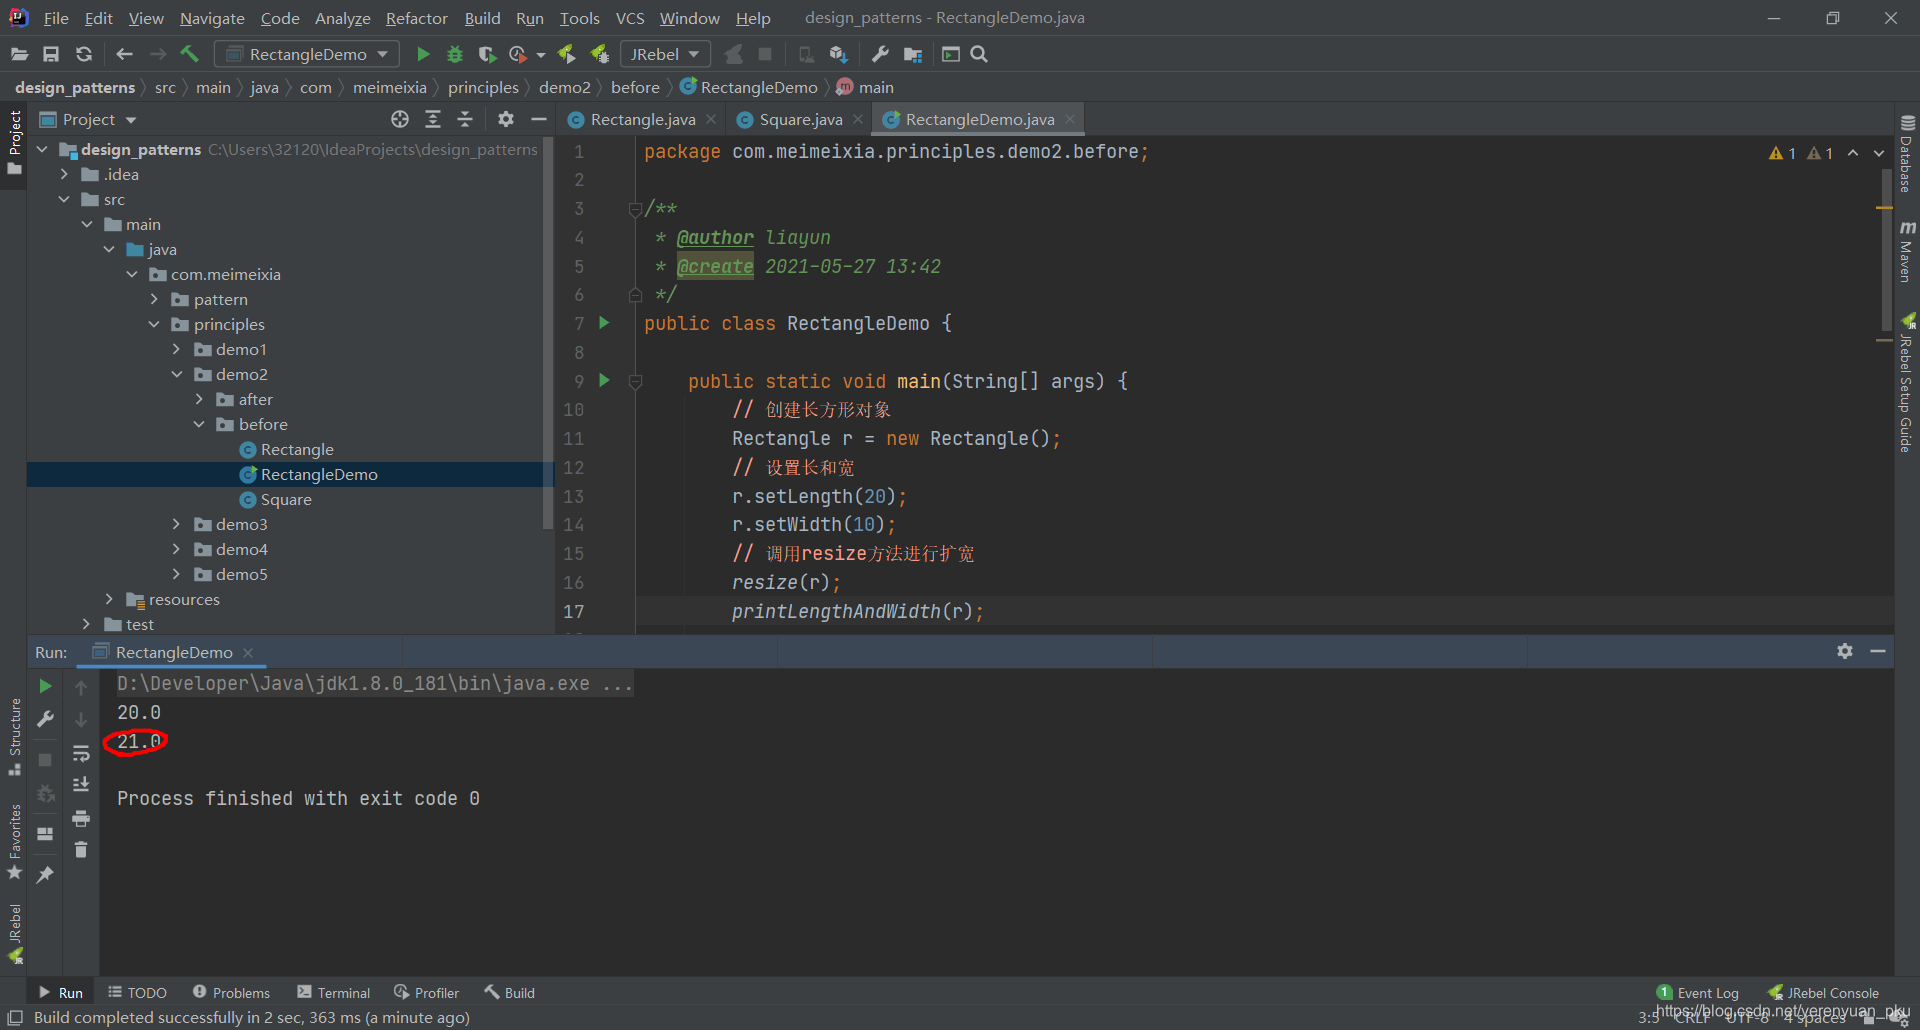 File Edit View Navigate Code Analyze Refactor Build Run Tools VCS Window Help design_patterns - RectangleDemo.java
RectangleDemo JRebel
design_patterns src main java com meimeixia principles demo2 before RectangleDemo main
Project
Project
Rectangle.java Square.java RectangleDemo.java
design_patterns C:\Users\32120\IdeaProjects\design_patterns
.idea
src
main
java
com.meimeixia
pattern
principles
demo1
demo2
after
before
Rectangle
RectangleDemo
Square
demo3
demo4
demo5
resources
test
1 package com.meimeixia.principles.demo2.before;
2
3 /**
4 * @author liayun
5 * @create 2021-05-27 13:42
6 */
7 public class RectangleDemo {
8
9 public static void main(String[] args) {
10 // 创建长方形对象
11 Rectangle r = new Rectangle();
12 // 设置长和宽
13 r.setLength(20);
14 r.setWidth(10);
15 // 调用resize方法进行扩宽
16 resize(r);
17 printLengthAndWidth(r);
1 1
Database
Maven
JRebel Setup Guide
Run: RectangleDemo
D:\Developer\Java\jdk1.8.0_181\bin\java.exe ...
20.0
21.0
Process finished with exit code 0
Structure
Favorites
JRebel
Run TODO Problems Terminal Profiler Build
1 Event Log JRebel Console
Build completed successfully in 2 sec, 363 ms (a minute ago)
3:5 CRLF UTF-8 4 spaces
https://blog.csdn.net/yerenyuan_pku